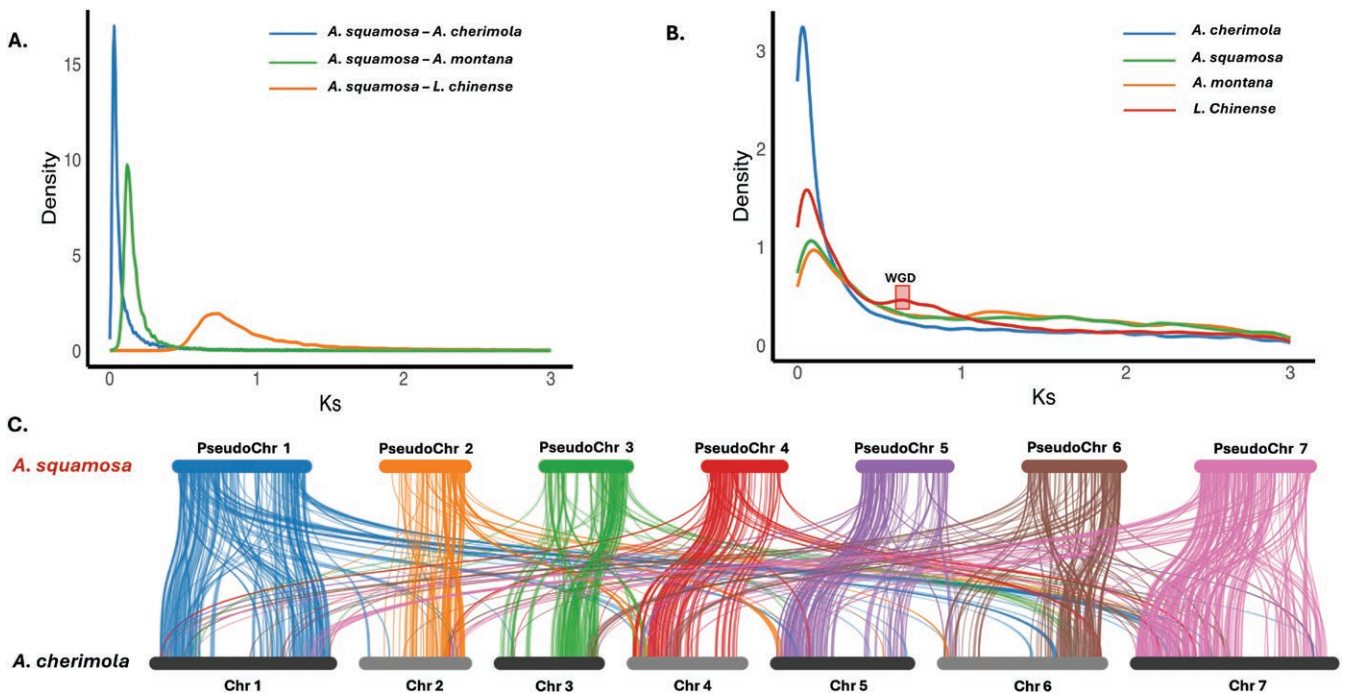 A.
A. squamosa – A. cherimola
A. squamosa – A. montana
A. squamosa – L. chinense
Density
15
10
5
0
0 1 2 3
Ks
B.
A. cherimola
A. squamosa
A. montana
L. Chinense
Density
3
2
1
0
WGD
0 1 2 3
Ks
C.
PseudoChr 1 PseudoChr 2 PseudoChr 3 PseudoChr 4 PseudoChr 5 PseudoChr 6 PseudoChr 7
A. squamosa
A. cherimola
Chr 1 Chr 2 Chr 3 Chr 4 Chr 5 Chr 6 Chr 7